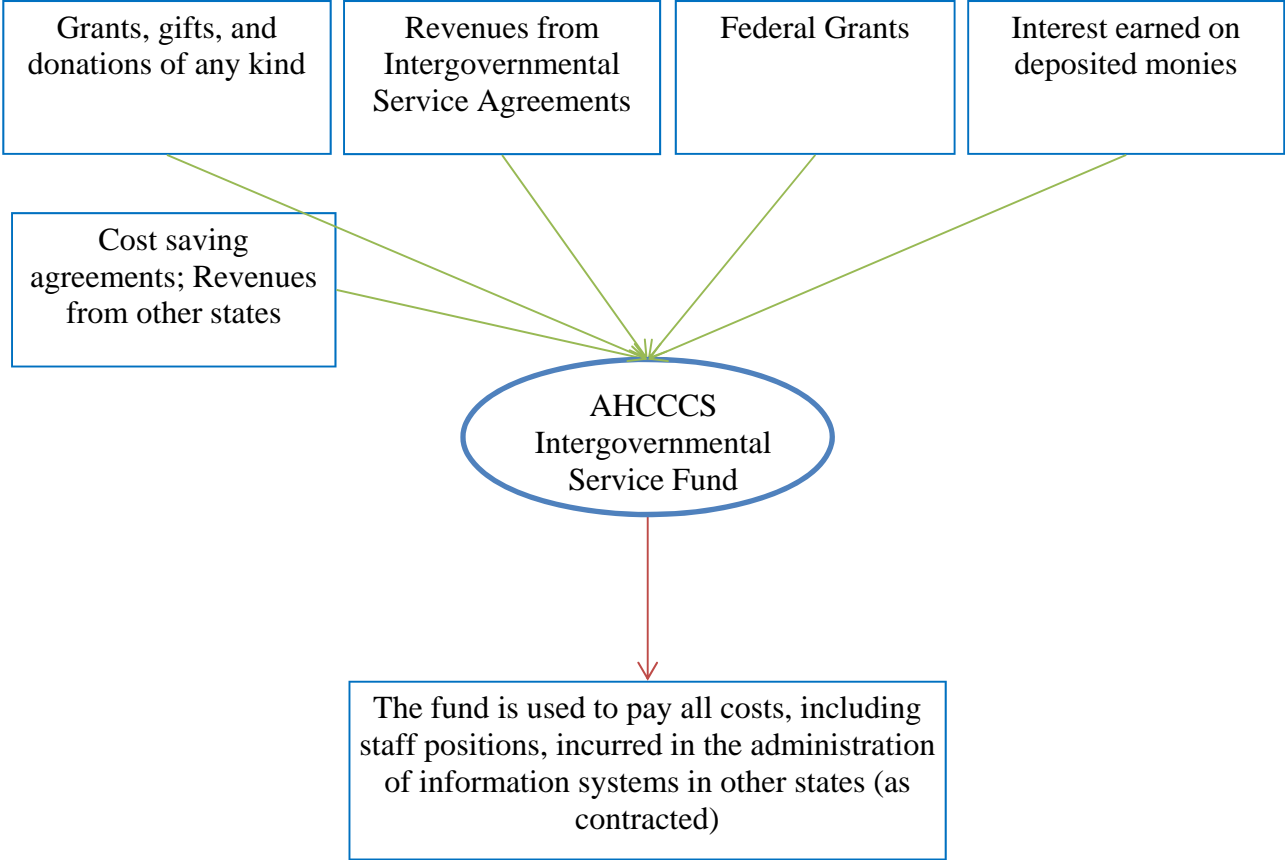 Grants, gifts, and
donations of any kind
Revenues from
Intergovernmental
Service Agreements
Federal Grants
Interest earned on
deposited monies
Cost saving
agreements; Revenues
from other states
AHCCCS
Intergovernmental
Service Fund
The fund is used to pay all costs, including
staff positions, incurred in the administration
of information systems in other states (as
contracted)